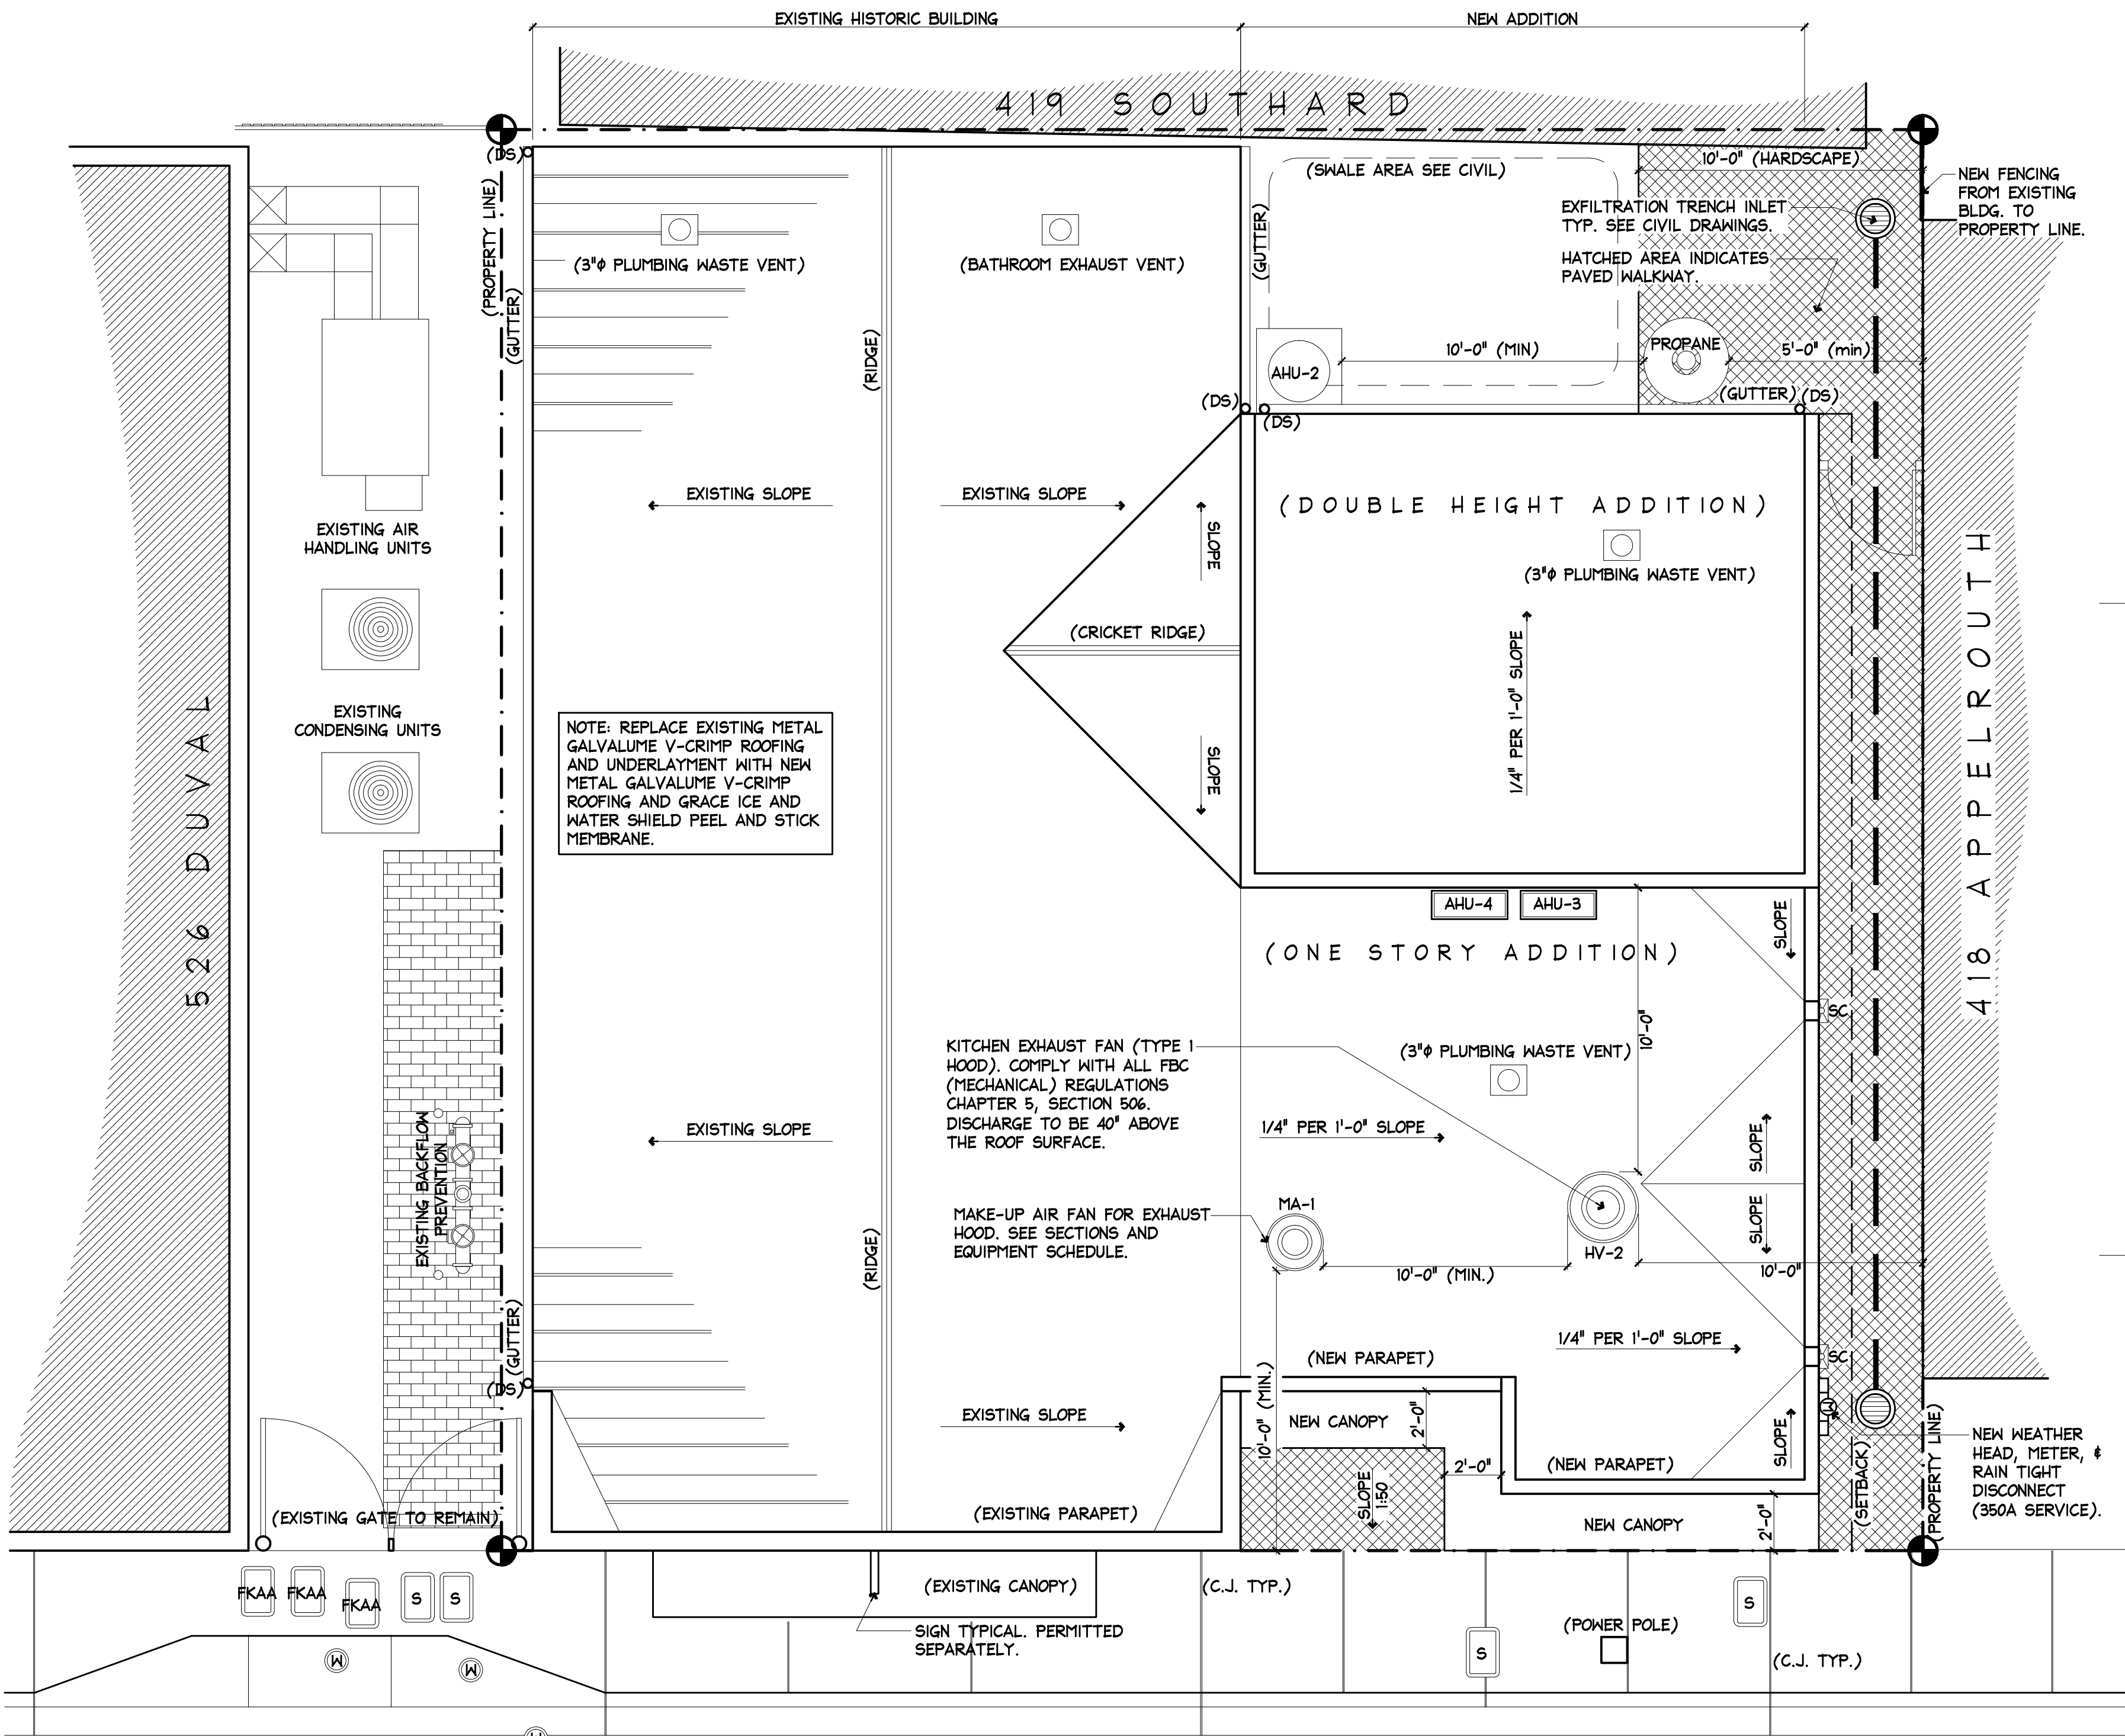 EXISTING HISTORIC BUILDING
NEW ADDITION
419 SOUTHARD
(DS)
(SWALE AREA SEE CIVIL)
10'-0" (HARDSCAPE)
NEW FENCING
FROM EXISTING
BLDG. TO
PROPERTY LINE.
(PROPERTY LINE)
(GUTTER)
(3"φ PLUMBING WASTE VENT)
(BATHROOM EXHAUST VENT)
(GUTTER)
EXFILTRATION TRENCH INLET
TYP. SEE CIVIL DRAWINGS.
HATCHED AREA INDICATES
PAVED WALKWAY.
(RIDGE)
AHU-2
10'-0" (MIN)
PROPANE
5'-0" (min)
(GUTTER) (DS)
(DS)
(DS)
EXISTING SLOPE
EXISTING SLOPE
SLOPE
(DOUBLE HEIGHT ADDITION)
EXISTING AIR
HANDLING UNITS
(3"φ PLUMBING WASTE VENT)
(CRICKET RIDGE)
1/4" PER 1'-0" SLOPE
418 APPELROUTH
526 DUVAL
EXISTING
CONDENSING UNITS
NOTE: REPLACE EXISTING METAL
GALVALUME V-CRIMP ROOFING
AND UNDERLAYMENT WITH NEW
METAL GALVALUME V-CRIMP
ROOFING AND GRACE ICE AND
WATER SHIELD PEEL AND STICK
MEMBRANE.
SLOPE
AHU-4
AHU-3
SLOPE
(ONE STORY ADDITION)
SC
10'-0"
KITCHEN EXHAUST FAN (TYPE 1
HOOD). COMPLY WITH ALL FBC
(MECHANICAL) REGULATIONS
CHAPTER 5, SECTION 506.
DISCHARGE TO BE 40" ABOVE
THE ROOF SURFACE.
(3"φ PLUMBING WASTE VENT)
EXISTING SLOPE
1/4" PER 1'-0" SLOPE
SLOPE
EXISTING BACKFLOW
PREVENTION
MAKE-UP AIR FAN FOR EXHAUST
HOOD. SEE SECTIONS AND
EQUIPMENT SCHEDULE.
MA-1
HV-2
SLOPE
(RIDGE)
10'-0" (MIN.)
10'-0"
(GUTTER)
1/4" PER 1'-0" SLOPE
(NEW PARAPET)
SC
(DS)
10'-0" (MIN.)
M
EXISTING SLOPE
NEW CANOPY
2'-0"
SLOPE
(NEW PARAPET)
2'-0"
(SETBACK)
(PROPERTY LINE)
NEW WEATHER
HEAD, METER, &
RAIN TIGHT
DISCONNECT
(350A SERVICE).
SLOPE
1:50
(EXISTING GATE TO REMAIN)
(EXISTING PARAPET)
NEW CANOPY
2'-0"
FKAA
FKAA
FKAA
S
S
(EXISTING CANOPY)
(C.J. TYP.)
S
SIGN TYPICAL. PERMITTED
SEPARATELY.
(POWER POLE)
S
(C.J. TYP.)
W
W